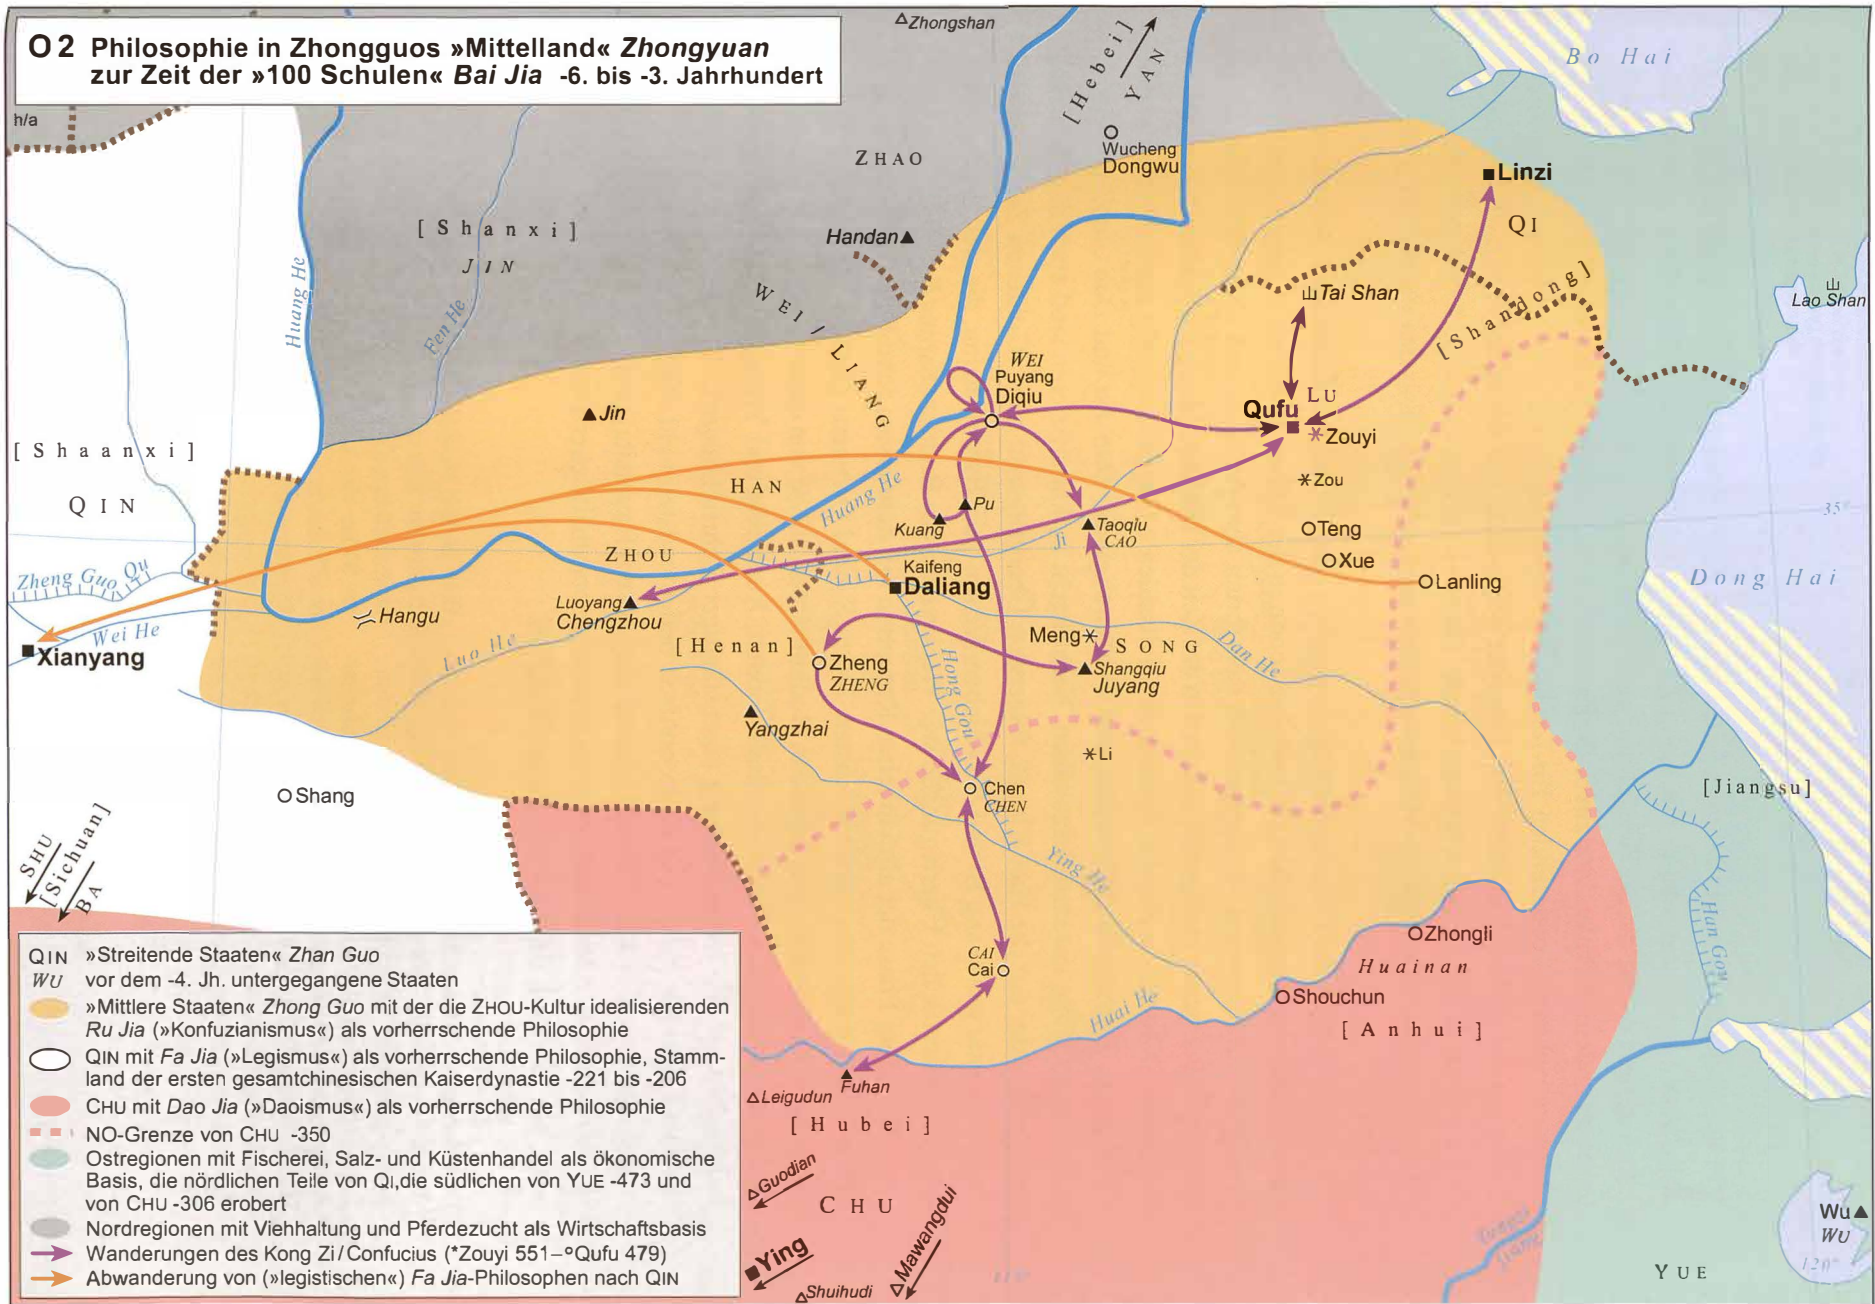 O 2 Philosophie in Zhongguos »Mittelland« Zhongyuan
zur Zeit der »100 Schulen« Bai Jia -6. bis -3. Jahrhundert
h/a
Zhongshan
[Hebei]
YAN
Bo Hai
Wucheng
Dongwu
ZHAO
Linzi
QI
[Shanxi]
JIN
Handan
Huang He
WEI /
LIANG
Tai Shan
[Shandong]
Lao Shan
WEI
Puyang
Diqiu
LU
Qufu
Zouyi
Jin
[Shaanxi]
QIN
HAN
Huang He
Zou
Pu
Kuang
Taoqiu
CAO
Ji
Teng
35°
Xue
ZHOU
Kaifeng
Daliang
Lanling
Dong Hai
Zheng Guo Qu
Luoyang
Chengzhou
Hangu
Wei He
Xianyang
Luo He
[Henan]
Meng
SONG
Dan He
Zheng
ZHENG
Hong Gou
Shangqiu
Juyang
Yangzhai
Li
Shang
Chen
CHEN
[Jiangsu]
SHU
[Sichuan]
BA
Ying He
Han Gou
CAI
Cai
Zhongli
Huainan
Shouchun
Huai He
[Anhui]
Fuhan
Leigudun
[Hubei]
Guodian
CHU
Mawangdui
Ying
Shuihudi
Wu
WU
120°
YUE
QIN »Streitende Staaten« Zhan Guo
WU vor dem -4. Jh. untergegangene Staaten
»Mittlere Staaten« Zhong Guo mit der die ZHOU-Kultur idealisierenden
Ru Jia (»Konfuzianismus«) als vorherrschende Philosophie
QIN mit Fa Jia (»Legismus«) als vorherrschende Philosophie, Stamm-
land der ersten gesamtchinesischen Kaiserdynastie -221 bis -206
CHU mit Dao Jia (»Daoismus«) als vorherrschende Philosophie
NO-Grenze von CHU -350
Ostregionen mit Fischerei, Salz- und Küstenhandel als ökonomische
Basis, die nördlichen Teile von QI,die südlichen von YUE -473 und
von CHU -306 erobert
Nordregionen mit Viehhaltung und Pferdezucht als Wirtschaftsbasis
Wanderungen des Kong Zi/Confucius (*Zouyi 551–°Qufu 479)
Abwanderung von (»legistischen«) Fa Jia-Philosophen nach QIN